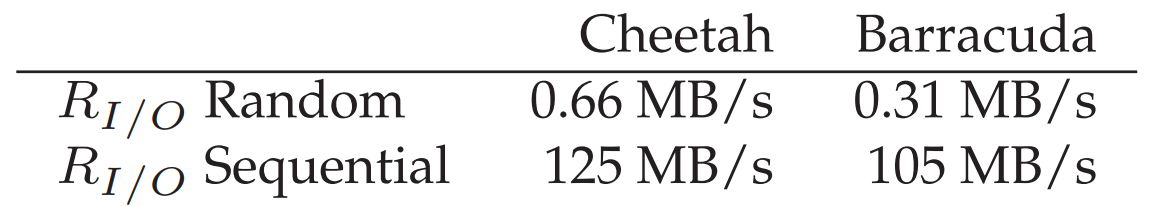 Cheetah Barracuda
R_{I/O} Random 0.66 MB/s 0.31 MB/s
R_{I/O} Sequential 125 MB/s 105 MB/s